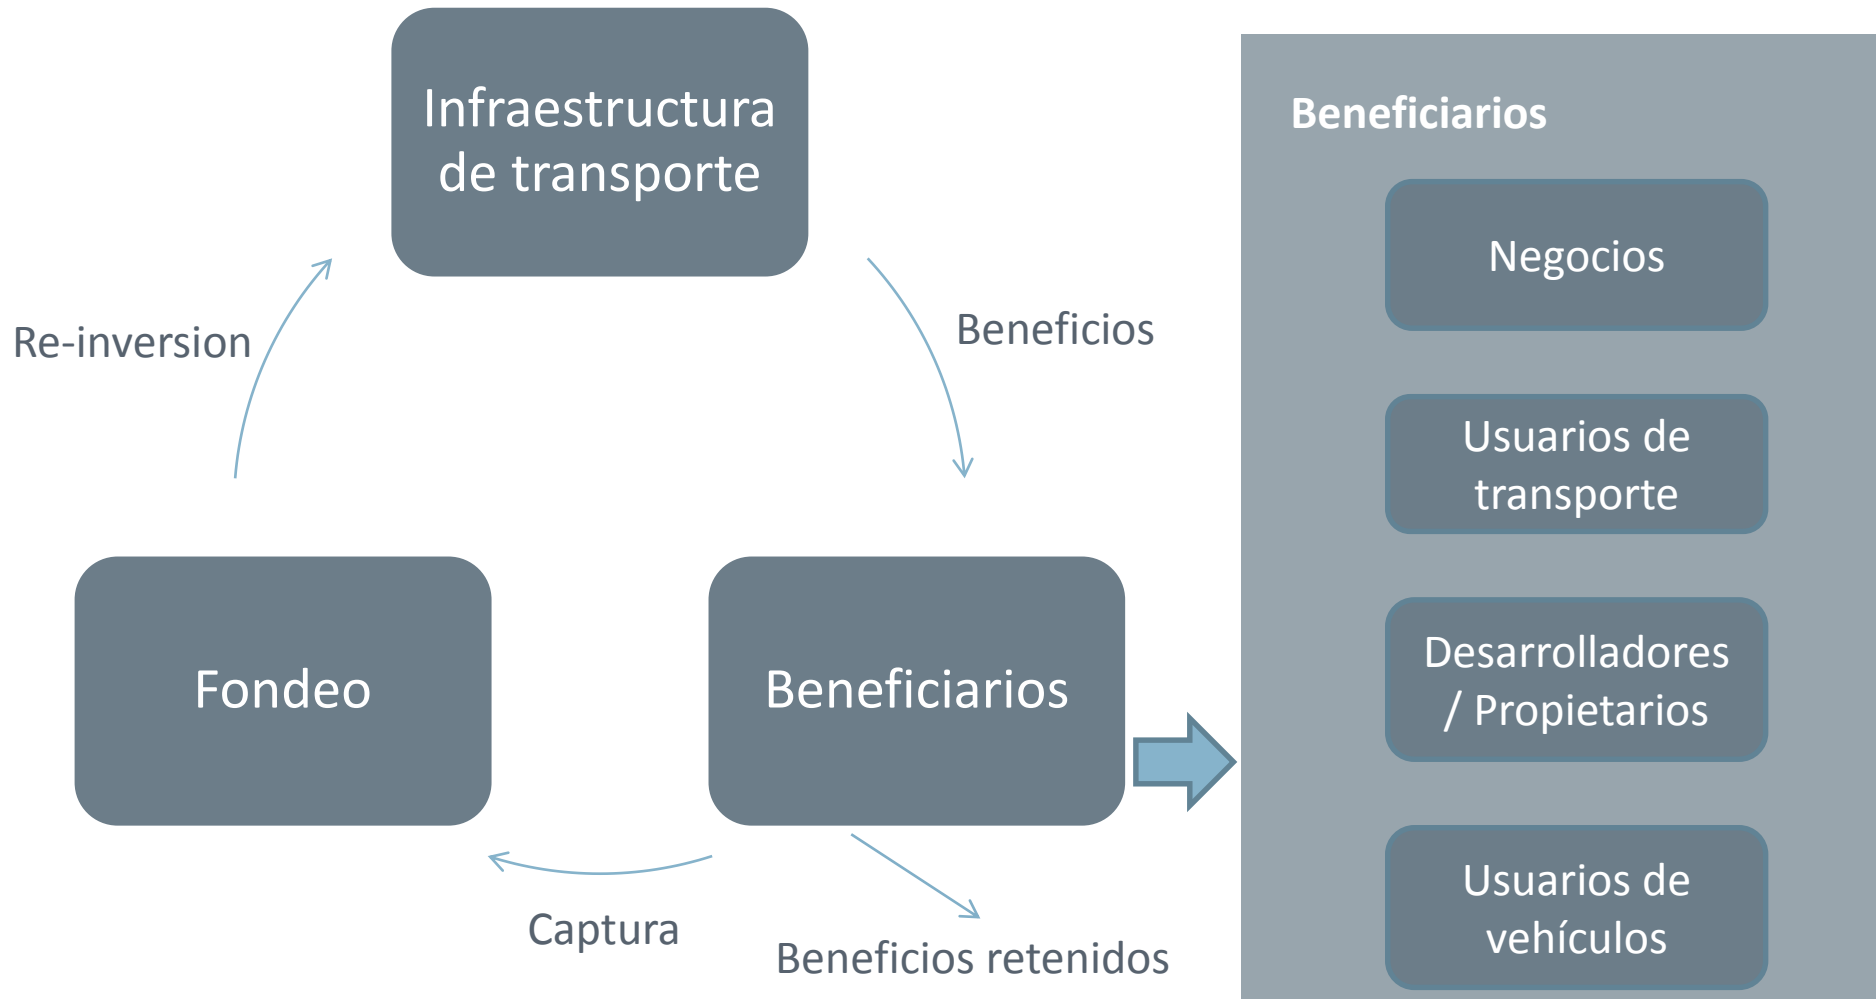 Infraestructura
de transporte
Re-inversion
Beneficios
Fondeo
Beneficiarios
Captura
Beneficios retenidos
Beneficiarios
Negocios
Usuarios de
transporte
Desarrolladores
/ Propietarios
Usuarios de
vehículos